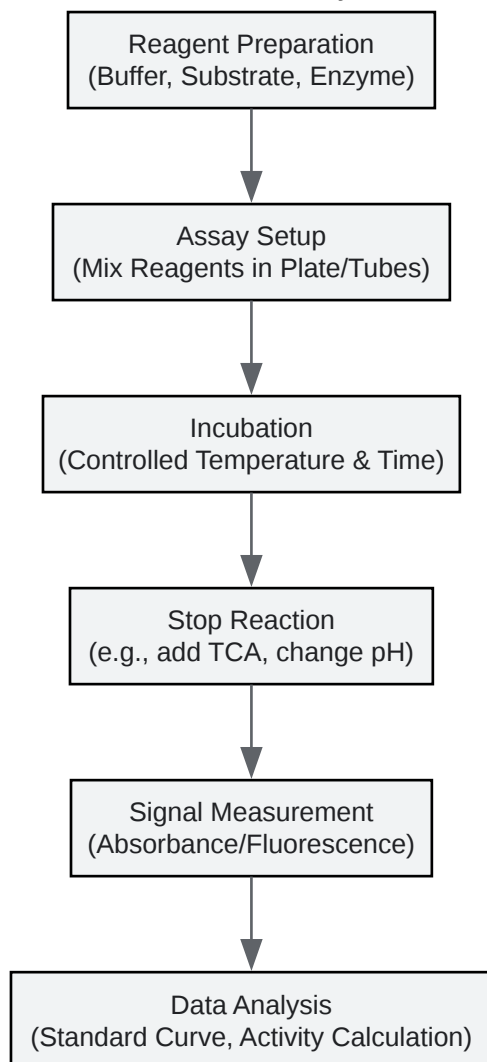 Reagent Preparation
(Buffer, Substrate, Enzyme)
Assay Setup
(Mix Reagents in Plate/Tubes)
Incubation
(Controlled Temperature & Time)
Stop Reaction
(e.g., add TCA, change pH)
Signal Measurement
(Absorbance/Fluorescence)
Data Analysis
(Standard Curve, Activity Calculation)